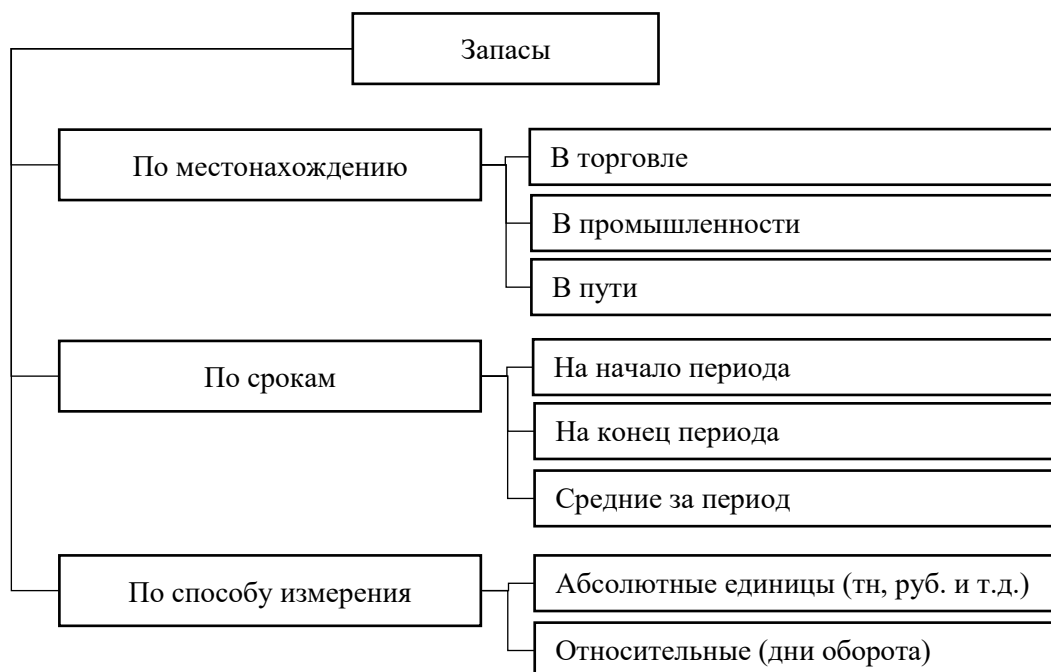 Запасы
По местонахождению
В торговле
В промышленности
В пути
По срокам
На начало периода
На конец периода
Средние за период
По способу измерения
Абсолютные единицы (тн, руб. и т.д.)
Относительные (дни оборота)